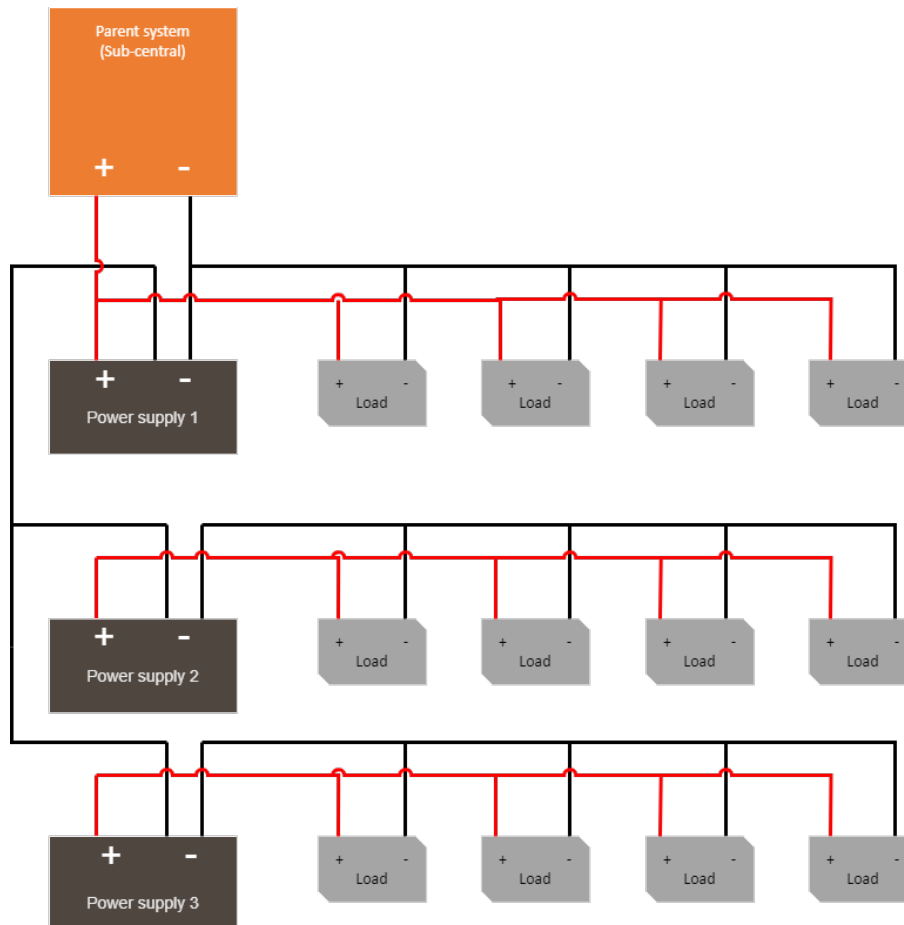 Parent system
(Sub-central)
+ -
+ -
Power supply 1
+ -
Load
+ -
Load
+ -
Load
+ -
Load
+ -
Power supply 2
+ -
Load
+ -
Load
+ -
Load
+ -
Load
+ -
Power supply 3
+ -
Load
+ -
Load
+ -
Load
+ -
Load